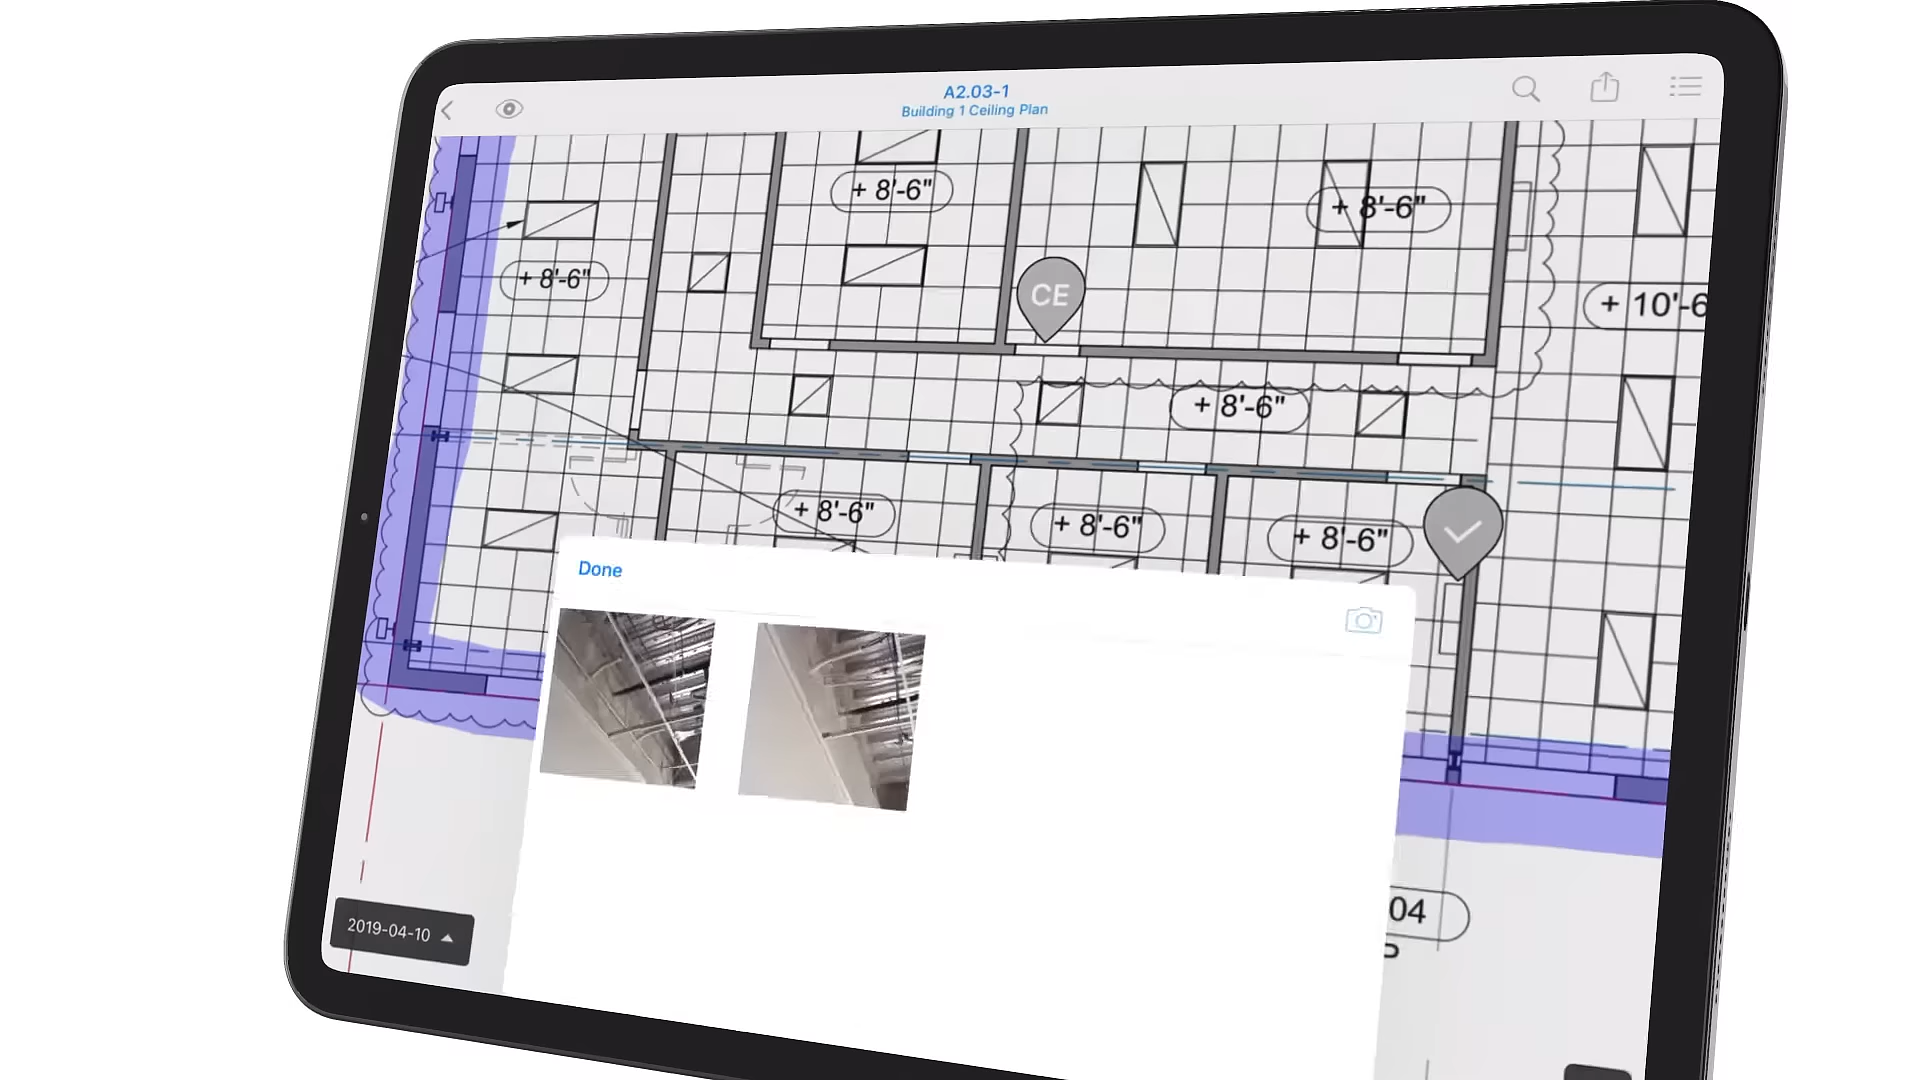 A2.03-1
Building 1 Ceiling Plan
+ 8'-6"
+ 8'-6"
+ 8'-6"
CE
+ 10'-6
+ 8'-6"
+ 8'-6"
+ 8'-6"
+ 8'-6"
Done
04
2019-04-10